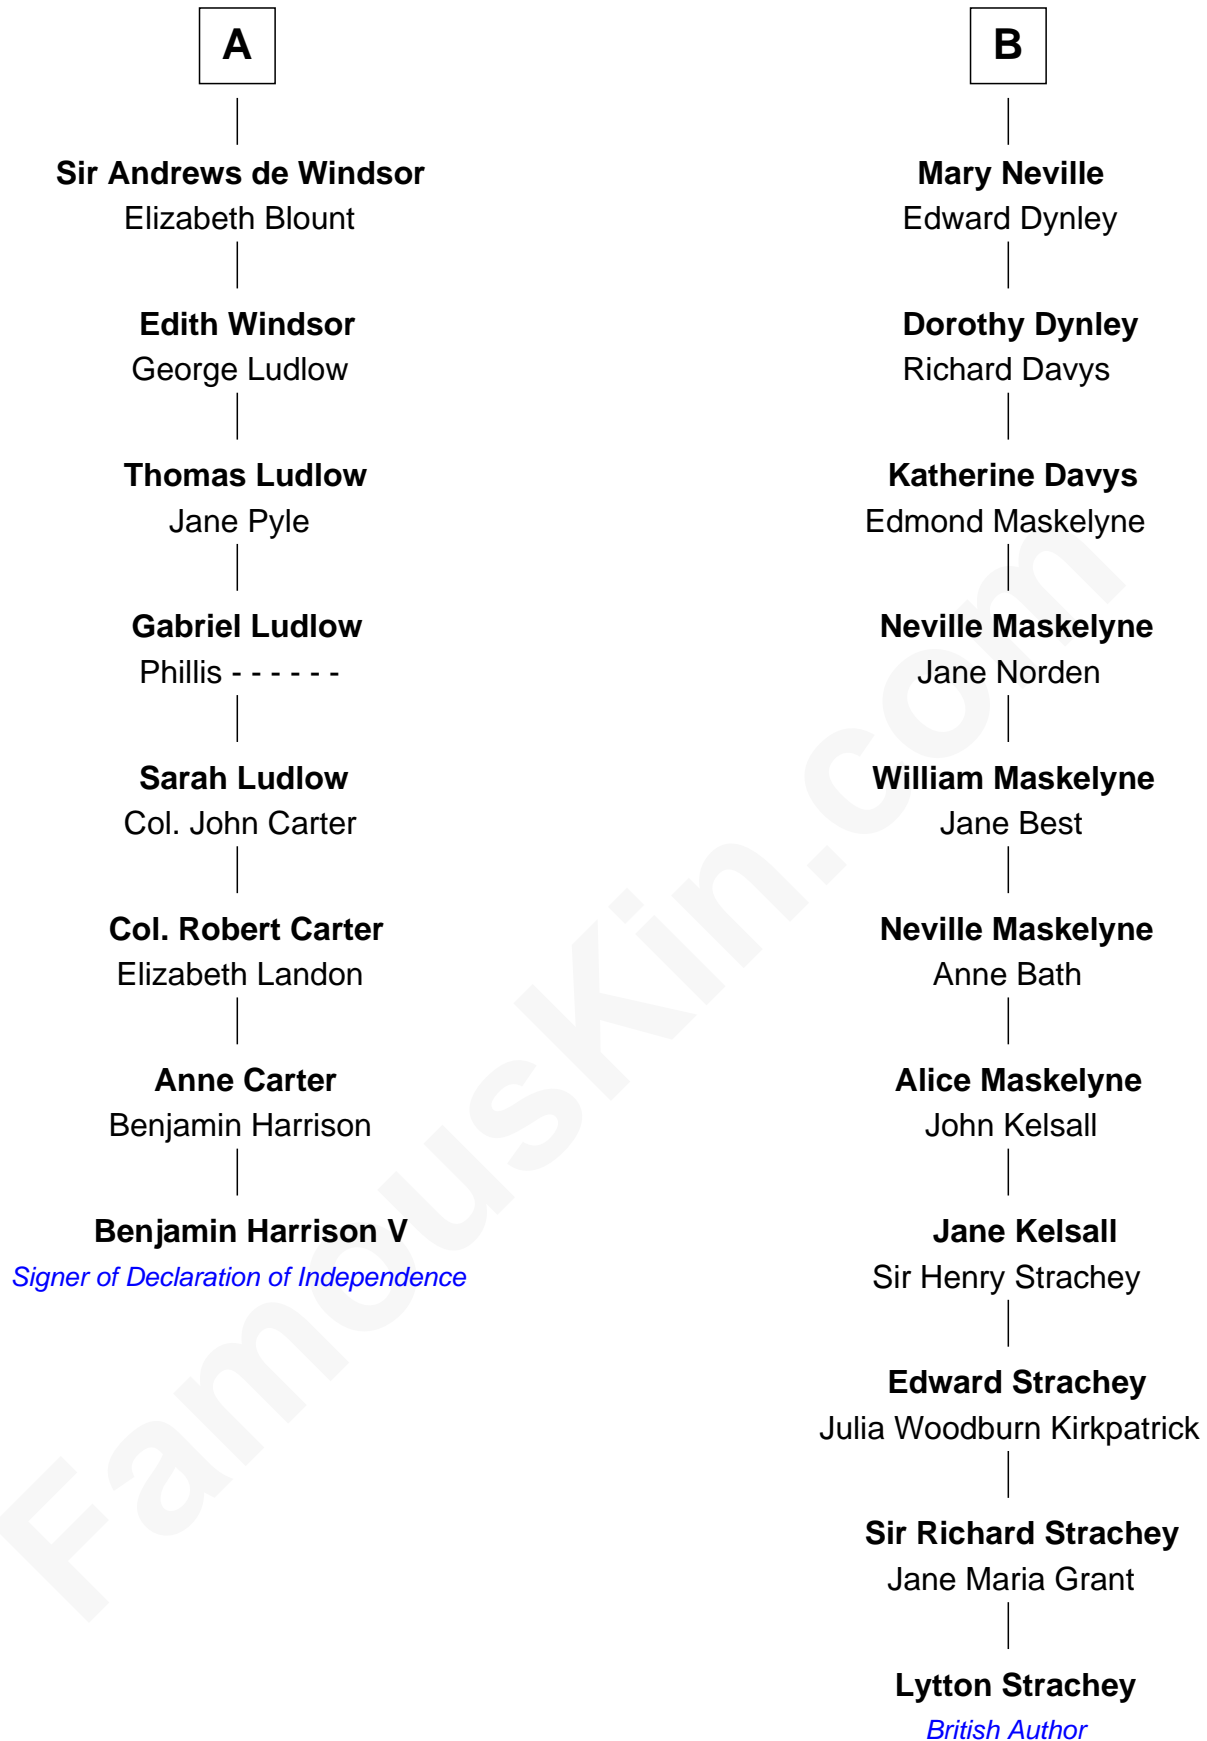 A
Sir Andrews de Windsor
Elizabeth Blount
Edith Windsor
George Ludlow
Thomas Ludlow
Jane Pyle
Gabriel Ludlow
Phillis - - - - - -
Sarah Ludlow
Col. John Carter
Col. Robert Carter
Elizabeth Landon
Anne Carter
Benjamin Harrison
Benjamin Harrison V
Signer of Declaration of Independence
B
Mary Neville
Edward Dynley
Dorothy Dynley
Richard Davys
Katherine Davys
Edmond Maskelyne
Neville Maskelyne
Jane Norden
William Maskelyne
Jane Best
Neville Maskelyne
Anne Bath
Alice Maskelyne
John Kelsall
Jane Kelsall
Sir Henry Strachey
Edward Strachey
Julia Woodburn Kirkpatrick
Sir Richard Strachey
Jane Maria Grant
Lytton Strachey
British Author
FamousKin.com